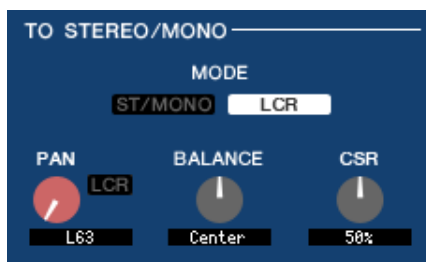 TO STEREO/MONO
MODE
ST/MONO LCR
PAN BALANCE CSR
LCR
L63 Center 50%